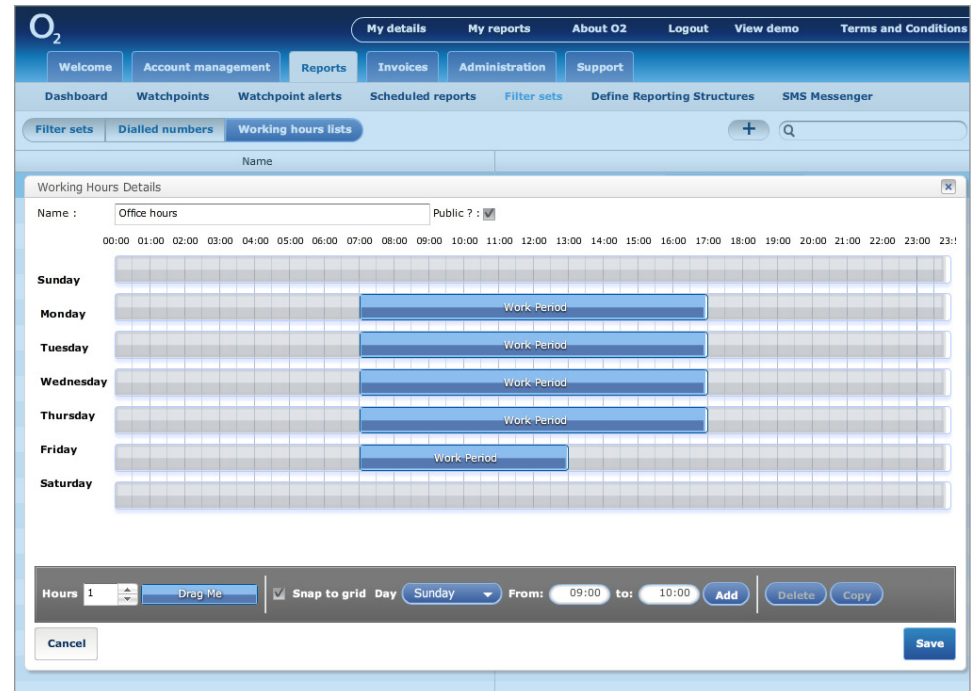 O2
My details My reports About O2 Logout View demo Terms and Conditions
Welcome Account management Reports Invoices Administration Support
Dashboard Watchpoints Watchpoint alerts Scheduled reports Filter sets Define Reporting Structures SMS Messenger
Filter sets Dialled numbers Working hours lists +
Name
Working Hours Details
Name : Office hours Public ? :
00:00 01:00 02:00 03:00 04:00 05:00 06:00 07:00 08:00 09:00 10:00 11:00 12:00 13:00 14:00 15:00 16:00 17:00 18:00 19:00 20:00 21:00 22:00 23:00 23:
Sunday
Monday Work Period
Tuesday Work Period
Wednesday Work Period
Thursday Work Period
Friday Work Period
Saturday
Hours 1 Drag Me Snap to grid Day Sunday From: 09:00 to: 10:00 Add Delete Copy
Cancel Save